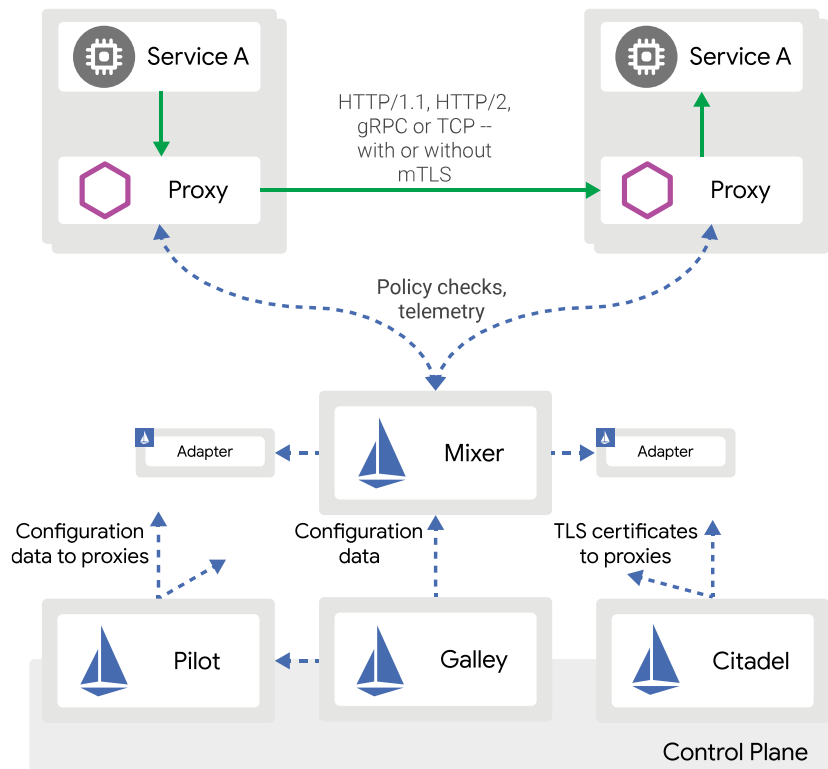 Service A
Service A
HTTP/1.1, HTTP/2,
gRPC or TCP --
with or without
mTLS
Proxy
Proxy
Policy checks,
telemetry
Mixer
Adapter
Adapter
Configuration
data to proxies
Configuration
data
TLS certificates
to proxies
Pilot
Galley
Citadel
Control Plane